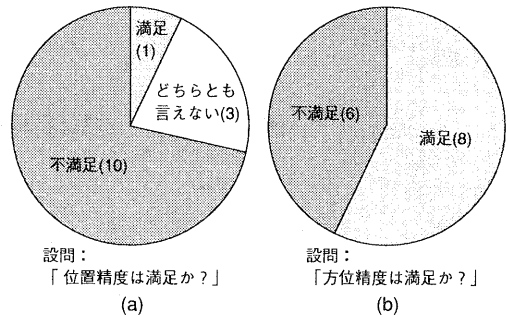 満足
(1)
どちらとも
言えない(3)
不満足(10)
設問：
「位置精度は満足か？」
(a)
不満足(6)
満足(8)
設問：
「方位精度は満足か？」
(b)